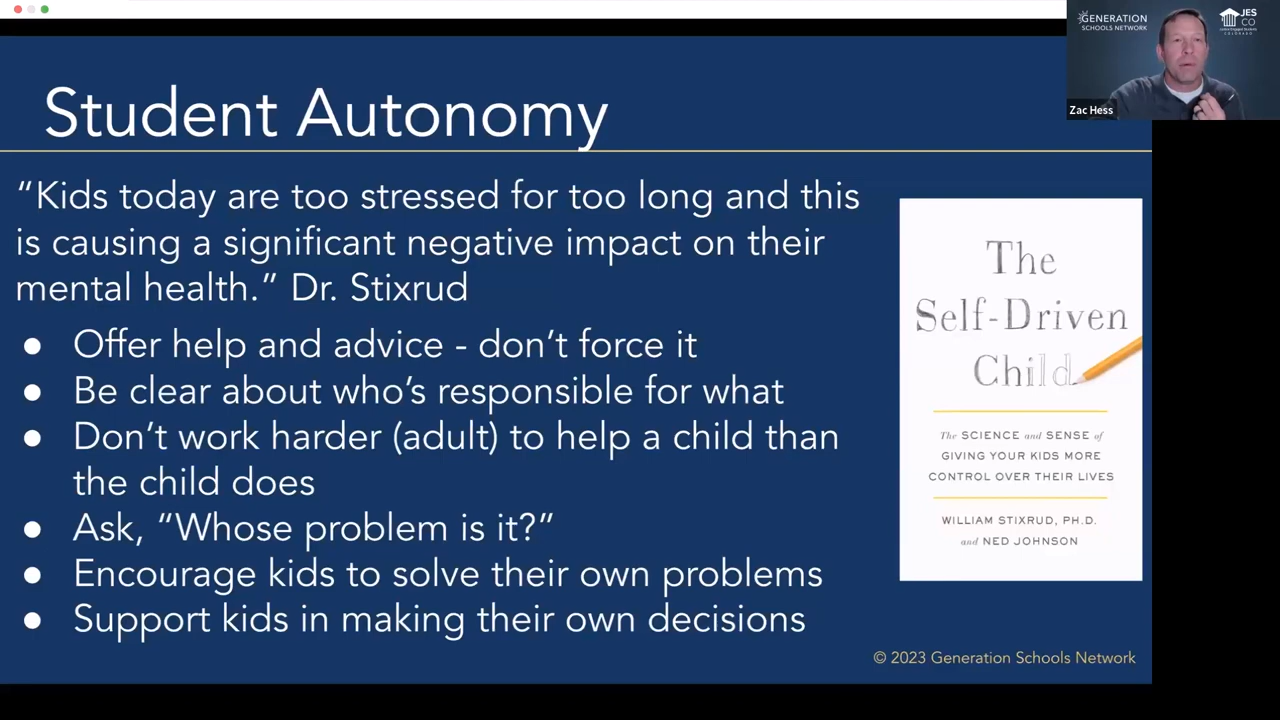 GENERATION
SCHOOLS NETWORK
JES
CO
COLORADO
Zac Hess
Student Autonomy
“Kids today are too stressed for too long and this
is causing a significant negative impact on their
mental health.” Dr. Stixrud
● Offer help and advice - don’t force it
● Be clear about who’s responsible for what
● Don’t work harder (adult) to help a child than
the child does
● Ask, “Whose problem is it?”
● Encourage kids to solve their own problems
● Support kids in making their own decisions
The
Self-Driven
Child
The SCIENCE and SENSE of
GIVING YOUR KIDS MORE
CONTROL OVER THEIR LIVES
WILLIAM STIXRUD, PH.D.
and NED JOHNSON
© 2023 Generation Schools Network